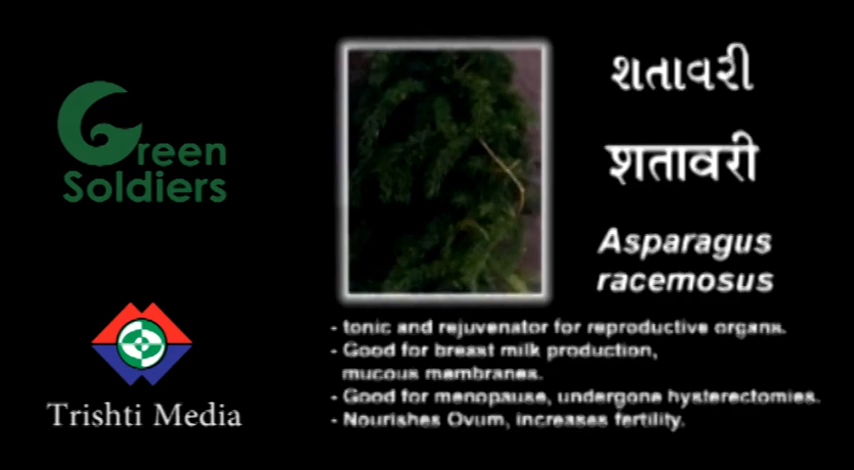 Green
Soldiers
Trishti Media
શતાવરી
शतावरी
Asparagus
racemosus
- tonic and rejuvenator for reproductive organs.
- Good for breast milk production,
mucous membranes.
- Good for menopause, undergone hysterectomies.
- Nourishes Ovum, increases fertility.